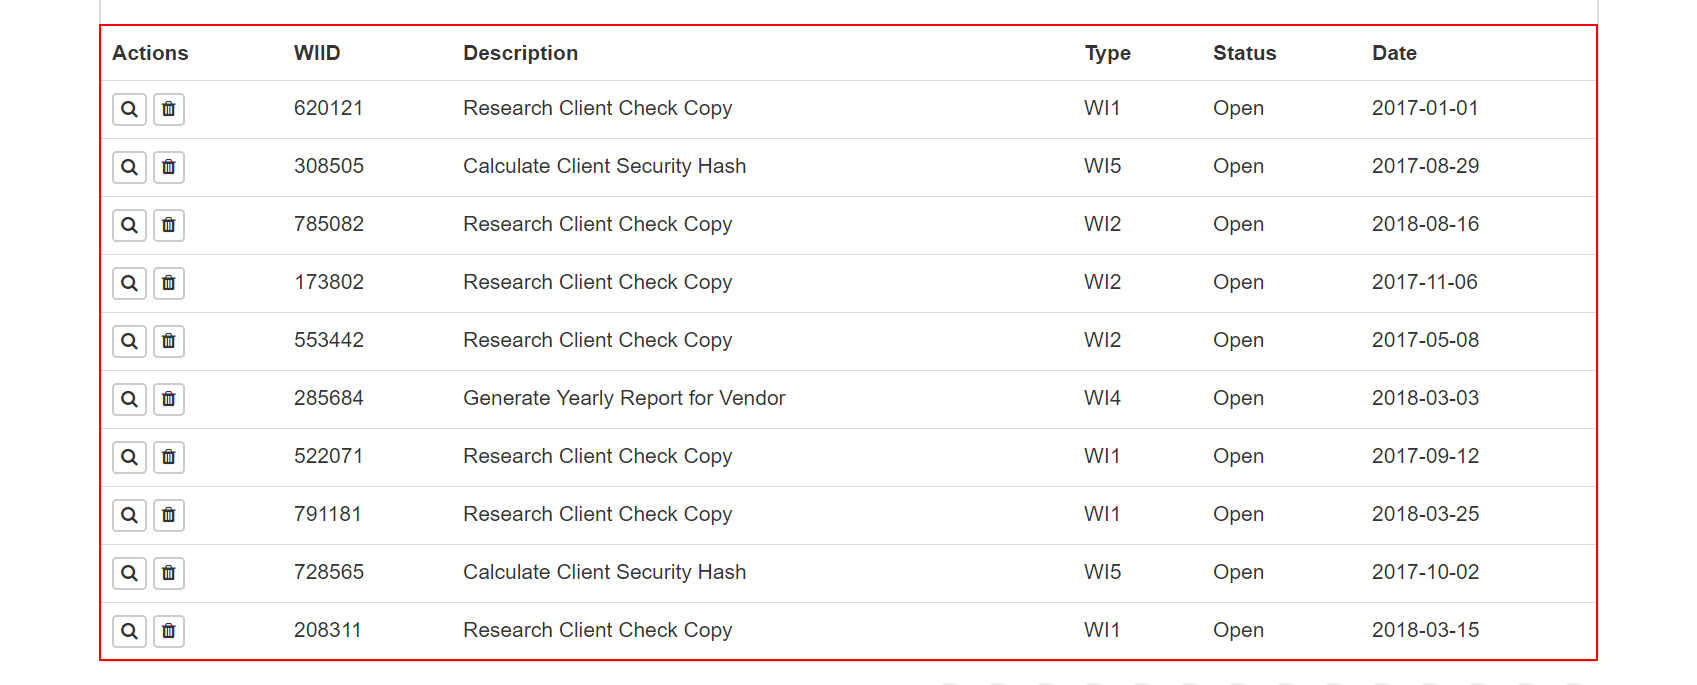 Actions WIID Description Type Status Date
620121 Research Client Check Copy WI1 Open 2017-01-01
308505 Calculate Client Security Hash WI5 Open 2017-08-29
785082 Research Client Check Copy WI2 Open 2018-08-16
173802 Research Client Check Copy WI2 Open 2017-11-06
553442 Research Client Check Copy WI2 Open 2017-05-08
285684 Generate Yearly Report for Vendor WI4 Open 2018-03-03
522071 Research Client Check Copy WI1 Open 2017-09-12
791181 Research Client Check Copy WI1 Open 2018-03-25
728565 Calculate Client Security Hash WI5 Open 2017-10-02
208311 Research Client Check Copy WI1 Open 2018-03-15